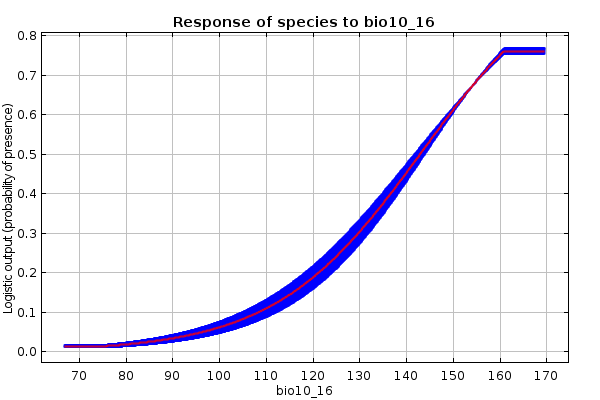 Response of species to bio10_16
Logistic output (probability of presence)
0.8
0.7
0.6
0.5
0.4
0.3
0.2
0.1
0.0
70 80 90 100 110 120 130 140 150 160 170
bio10_16